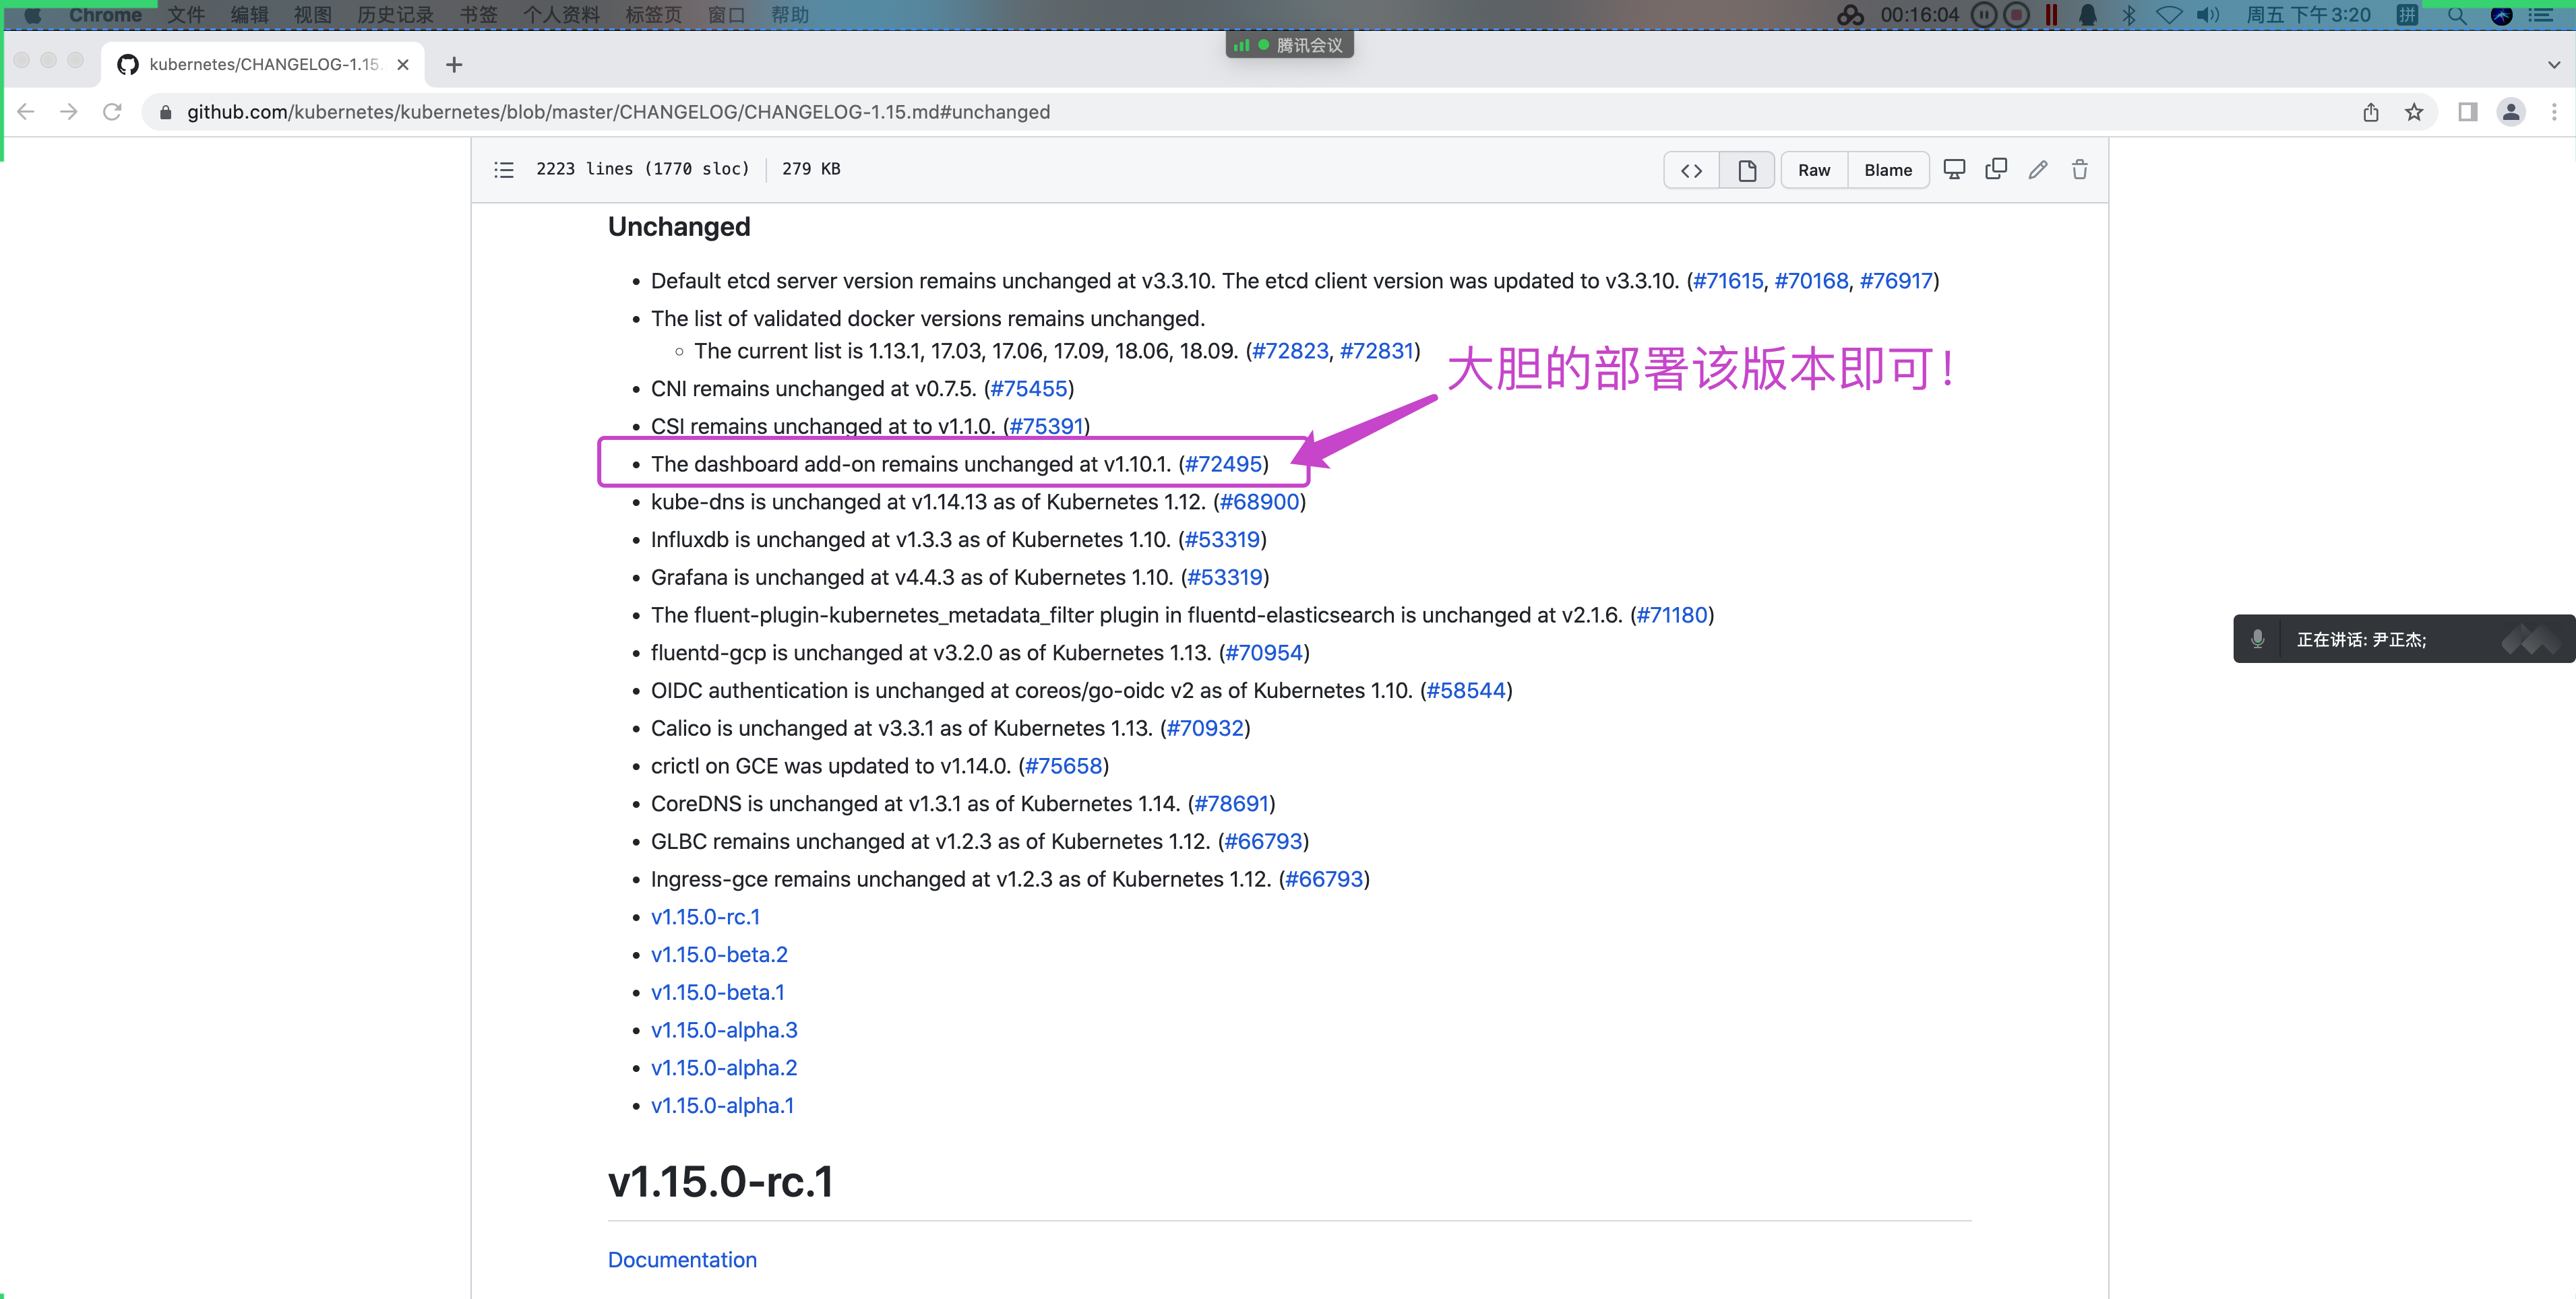 Chrome 文件 编辑 视图 历史记录 书签 个人资料 标签页 窗口 帮助 00:16:04 周五 下午3:20 拼
腾讯会议
kubernetes/CHANGELOG-1.15.
github.com/kubernetes/kubernetes/blob/master/CHANGELOG/CHANGELOG-1.15.md#unchanged
2223 lines (1770 sloc) 279 KB Raw Blame
Unchanged
Default etcd server version remains unchanged at v3.3.10. The etcd client version was updated to v3.3.10. (#71615, #70168, #76917)
The list of validated docker versions remains unchanged.
The current list is 1.13.1, 17.03, 17.06, 17.09, 18.06, 18.09. (#72823, #72831)
大胆的部署该版本即可!
CNI remains unchanged at v0.7.5. (#75455)
CSI remains unchanged at to v1.1.0. (#75391)
The dashboard add-on remains unchanged at v1.10.1. (#72495)
kube-dns is unchanged at v1.14.13 as of Kubernetes 1.12. (#68900)
Influxdb is unchanged at v1.3.3 as of Kubernetes 1.10. (#53319)
Grafana is unchanged at v4.4.3 as of Kubernetes 1.10. (#53319)
The fluent-plugin-kubernetes_metadata_filter plugin in fluentd-elasticsearch is unchanged at v2.1.6. (#71180)
正在讲话: 尹正杰;
fluentd-gcp is unchanged at v3.2.0 as of Kubernetes 1.13. (#70954)
OIDC authentication is unchanged at coreos/go-oidc v2 as of Kubernetes 1.10. (#58544)
Calico is unchanged at v3.3.1 as of Kubernetes 1.13. (#70932)
crictl on GCE was updated to v1.14.0. (#75658)
CoreDNS is unchanged at v1.3.1 as of Kubernetes 1.14. (#78691)
GLBC remains unchanged at v1.2.3 as of Kubernetes 1.12. (#66793)
Ingress-gce remains unchanged at v1.2.3 as of Kubernetes 1.12. (#66793)
v1.15.0-rc.1
v1.15.0-beta.2
v1.15.0-beta.1
v1.15.0-alpha.3
v1.15.0-alpha.2
v1.15.0-alpha.1
v1.15.0-rc.1
Documentation